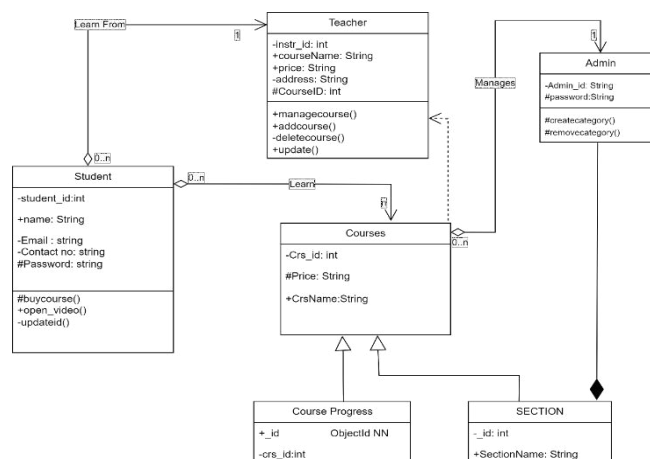 Learn From
1
Teacher
-instr_id: int
+courseName: String
+price: String
-address: String
#CourseID: int
+managecourse()
+addcourse()
-deletecourse()
+update()
Manages
1
Admin
-Admin_id: String
#password:String
#createcategory()
#removecategory()
0..n
Student
-student_id:int
+name: String
-Email : string
-Contact no: string
#Password: string
#buycourse()
+open_video()
-updateid()
0..n
Learn
Courses
0..n
-Crs_id: int
#Price: String
+CrsName:String
Course Progress
+_id ObjectId NN
-crs_id:int
SECTION
-_id: int
+SectionName: String